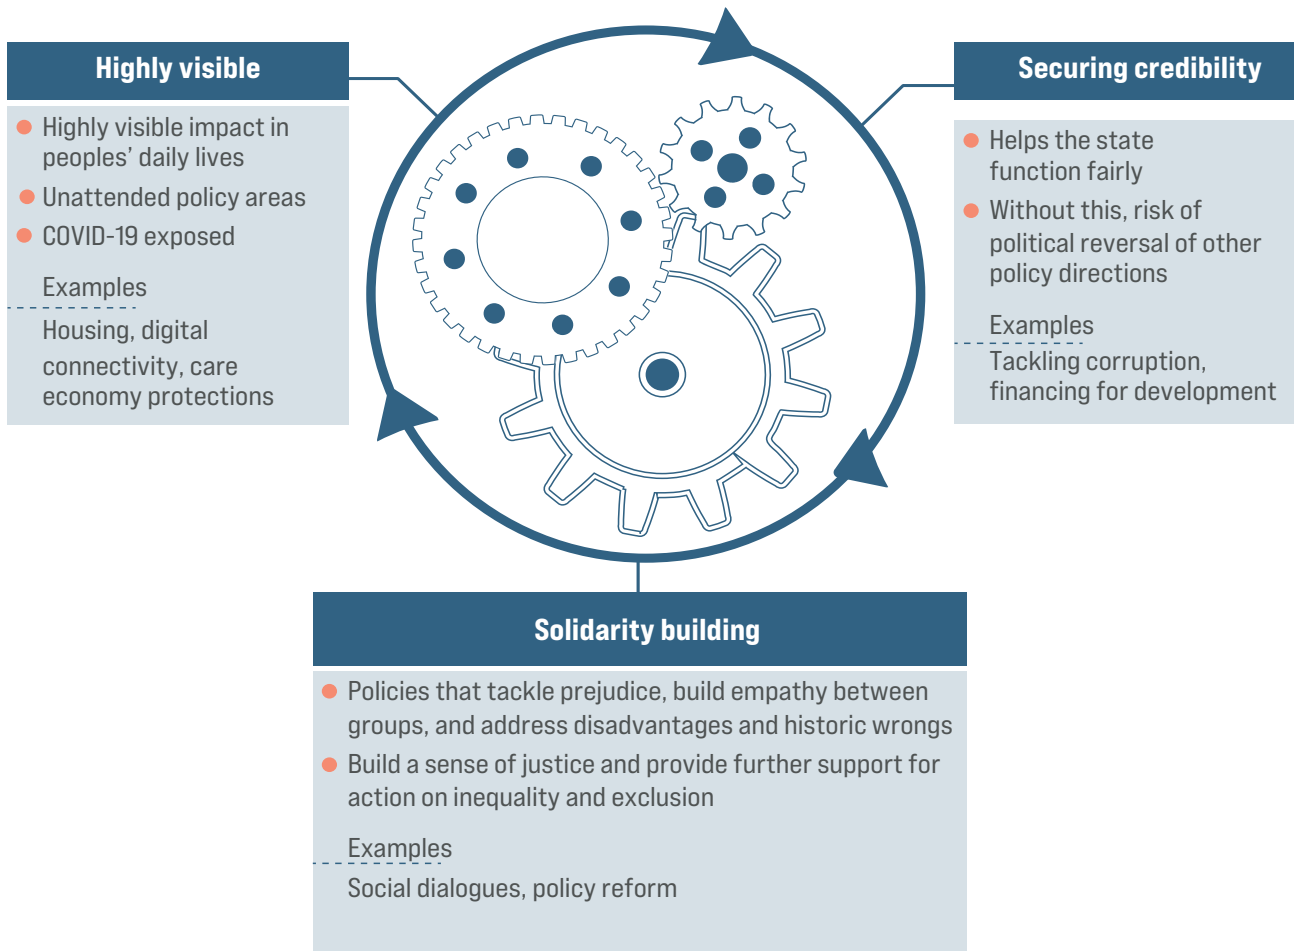 Highly visible
Highly visible impact in
peoples’ daily lives
Unattended policy areas
COVID-19 exposed
Examples
Housing, digital
connectivity, care
economy protections
Securing credibility
Helps the state
function fairly
Without this, risk of
political reversal of other
policy directions
Examples
Tackling corruption,
financing for development
Solidarity building
Policies that tackle prejudice, build empathy between
groups, and address disadvantages and historic wrongs
Build a sense of justice and provide further support for
action on inequality and exclusion
Examples
Social dialogues, policy reform